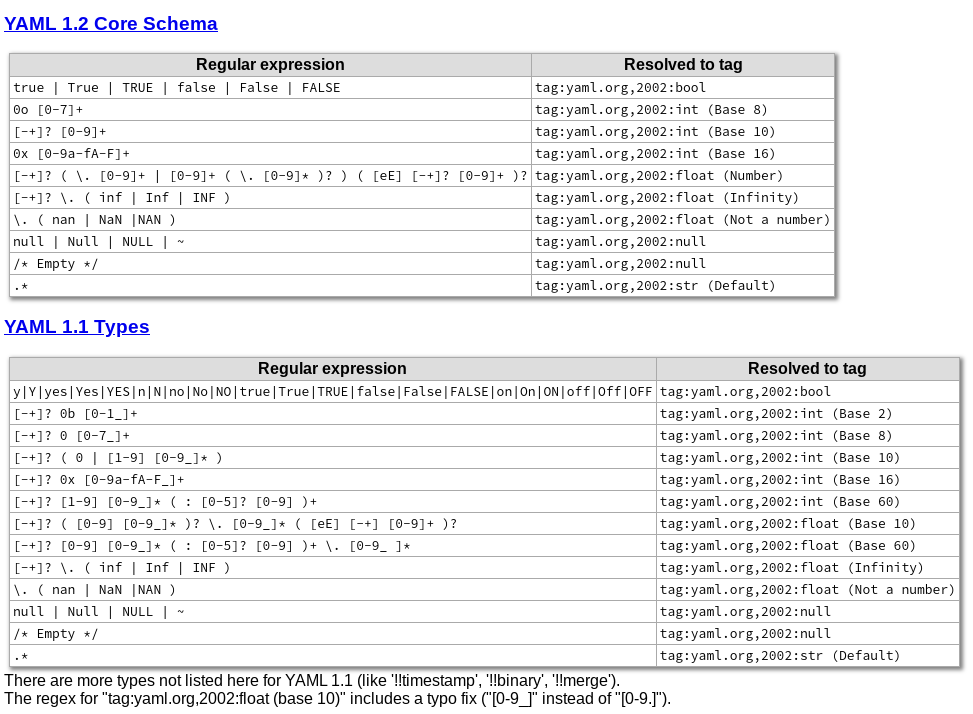 YAML 1.2 Core Schema
Regular expression Resolved to tag
true | True | TRUE | false | False | FALSE tag:yaml.org,2002:bool
0o [0-7]+ tag:yaml.org,2002:int (Base 8)
[-+]? [0-9]+ tag:yaml.org,2002:int (Base 10)
0x [0-9a-fA-F]+ tag:yaml.org,2002:int (Base 16)
[-+]? ( \. [0-9]+ | [0-9]+ ( \. [0-9]* )? ) ( [eE] [-+]? [0-9]+ )? tag:yaml.org,2002:float (Number)
[-+]? \. ( inf | Inf | INF ) tag:yaml.org,2002:float (Infinity)
\. ( nan | NaN |NAN ) tag:yaml.org,2002:float (Not a number)
null | Null | NULL | ~ tag:yaml.org,2002:null
/* Empty */ tag:yaml.org,2002:null
.* tag:yaml.org,2002:str (Default)
YAML 1.1 Types
Regular expression Resolved to tag
y|Y|yes|Yes|YES|n|N|no|No|NO|true|True|TRUE|false|False|FALSE|on|On|ON|off|Off|OFF tag:yaml.org,2002:bool
[-+]? 0b [0-1_]+ tag:yaml.org,2002:int (Base 2)
[-+]? 0 [0-7_]+ tag:yaml.org,2002:int (Base 8)
[-+]? ( 0 | [1-9] [0-9_]* ) tag:yaml.org,2002:int (Base 10)
[-+]? 0x [0-9a-fA-F_]+ tag:yaml.org,2002:int (Base 16)
[-+]? [1-9] [0-9_]* ( : [0-5]? [0-9] )+ tag:yaml.org,2002:int (Base 60)
[-+]? ( [0-9] [0-9_]* )? \. [0-9_]* ( [eE] [-+] [0-9]+ )? tag:yaml.org,2002:float (Base 10)
[-+]? [0-9] [0-9_]* ( : [0-5]? [0-9] )+ \. [0-9_ ]* tag:yaml.org,2002:float (Base 60)
[-+]? \. ( inf | Inf | INF ) tag:yaml.org,2002:float (Infinity)
\. ( nan | NaN |NAN ) tag:yaml.org,2002:float (Not a number)
null | Null | NULL | ~ tag:yaml.org,2002:null
/* Empty */ tag:yaml.org,2002:null
.* tag:yaml.org,2002:str (Default)
There are more types not listed here for YAML 1.1 (like '!!timestamp', '!!binary', '!!merge').
The regex for "tag:yaml.org,2002:float (base 10)" includes a typo fix ("[0-9_]" instead of "[0-9.]").